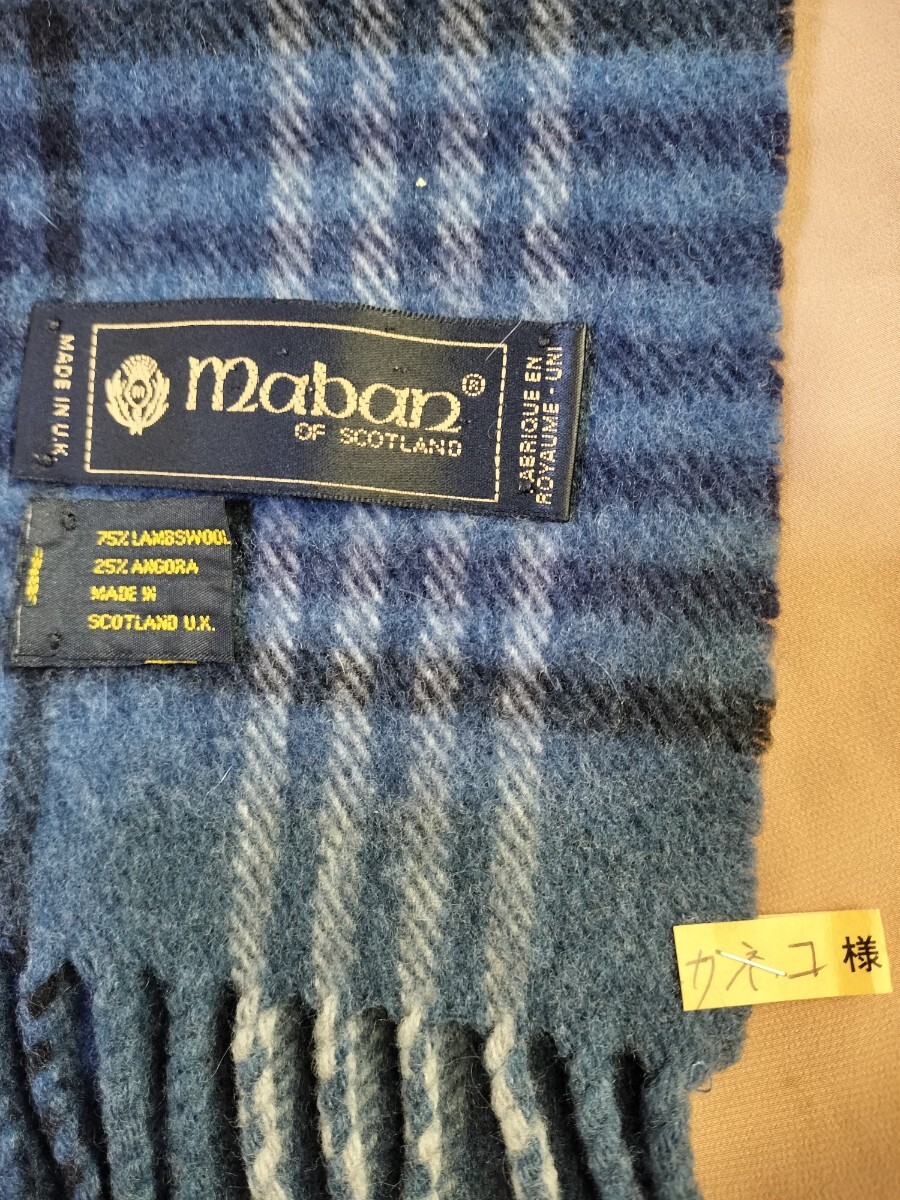 MADE IN U.K.
maban®
OF SCOTLAND
FABRIQUE EN
ROYAUME - UNI
75% LAMBSWOOL
25% ANGORA
MADE IN
SCOTLAND U.K.
カネコ様